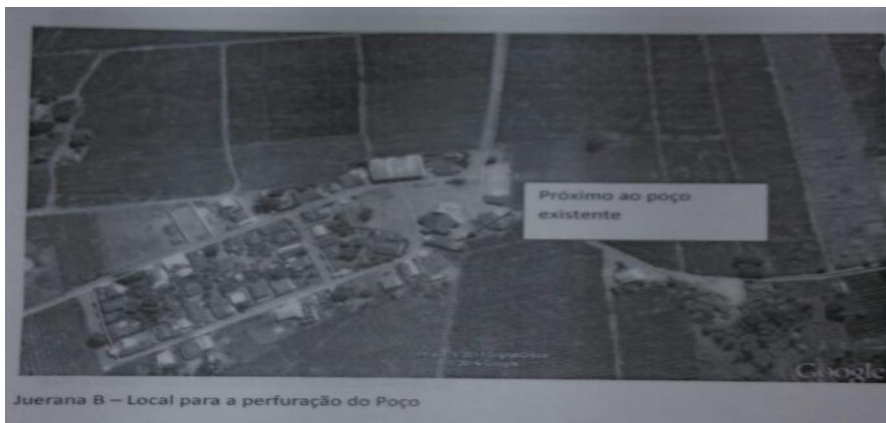 Próximo ao poço
existente
Google
Juerana B – Local para a perfuração do Poço